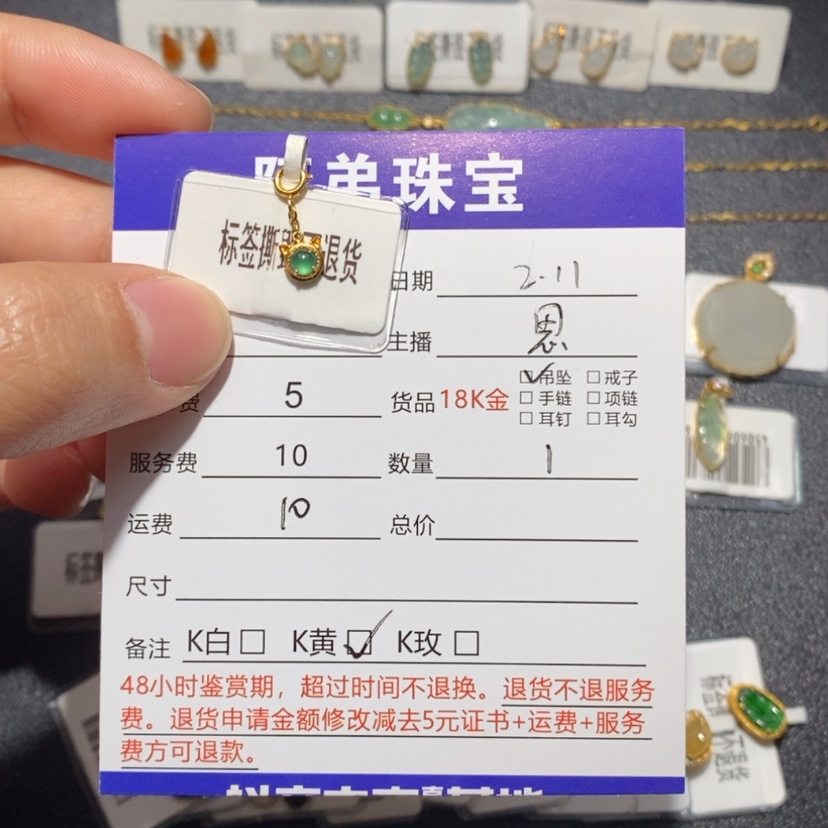 弟珠宝
标签撕毁不退货
日期 2.11
主播 恩
费 5 货品 18K金 ☑吊坠 ☐戒子
☐手链 ☐项链
☐耳钉 ☐耳勾
服务费 10 数量 1
运费 10 总价
尺寸
备注 K白☐ K黄☑ K玫☐
48小时鉴赏期，超过时间不退换。退货不退服务
费。退货申请金额修改减去5元证书+运费+服务
费方可退款。